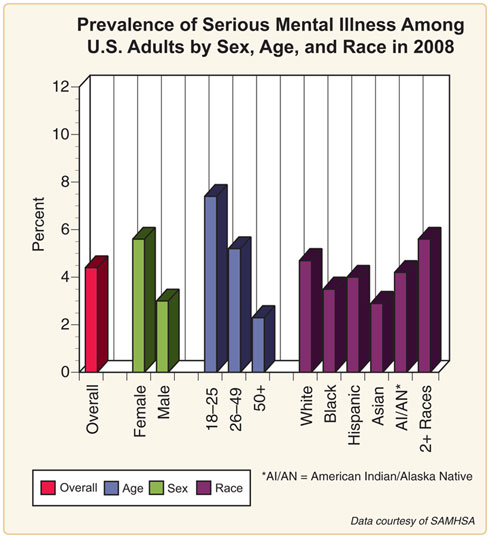 Prevalence of Serious Mental Illness Among
U.S. Adults by Sex, Age, and Race in 2008
Percent
12
10
8
6
4
2
0
Overall
Female
Male
18–25
26–49
50+
White
Black
Hispanic
Asian
AI/AN*
2+ Races
Overall
Age
Sex
Race
*AI/AN = American Indian/Alaska Native
Data courtesy of SAMHSA